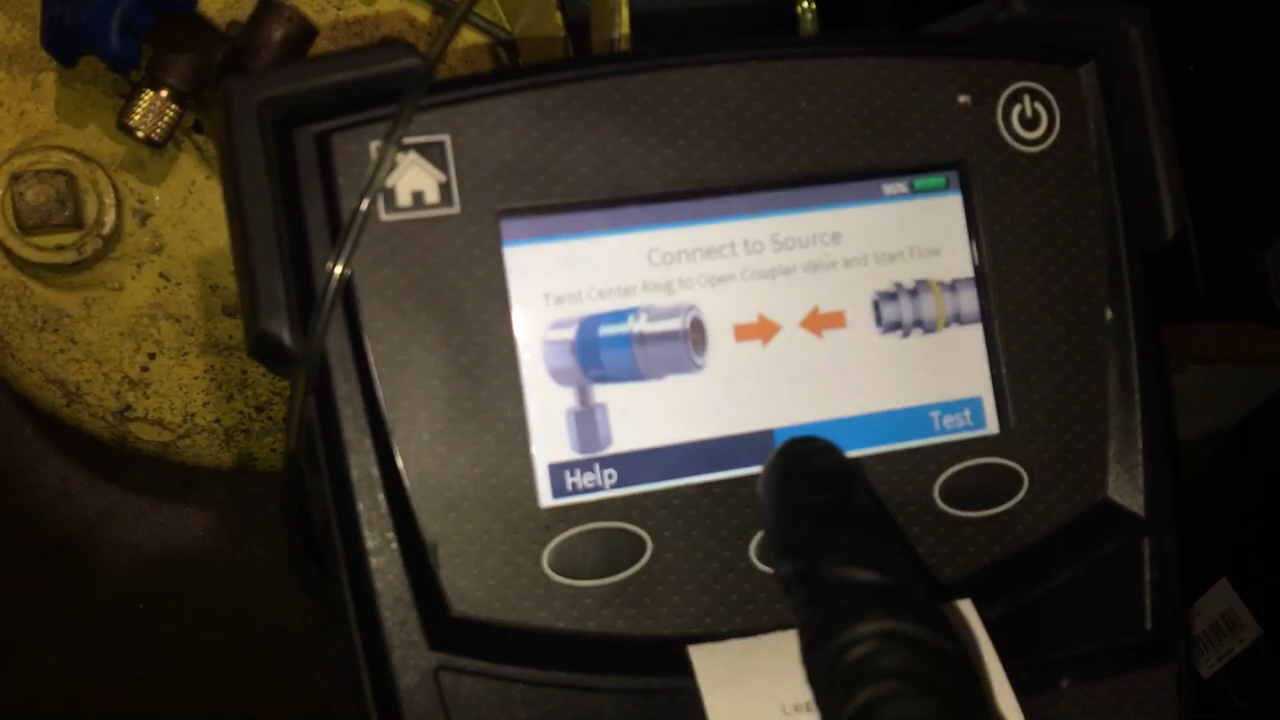 Connect to Source
Twist Center Ring to Open Coupler Valve and Start Flow
Help
Test